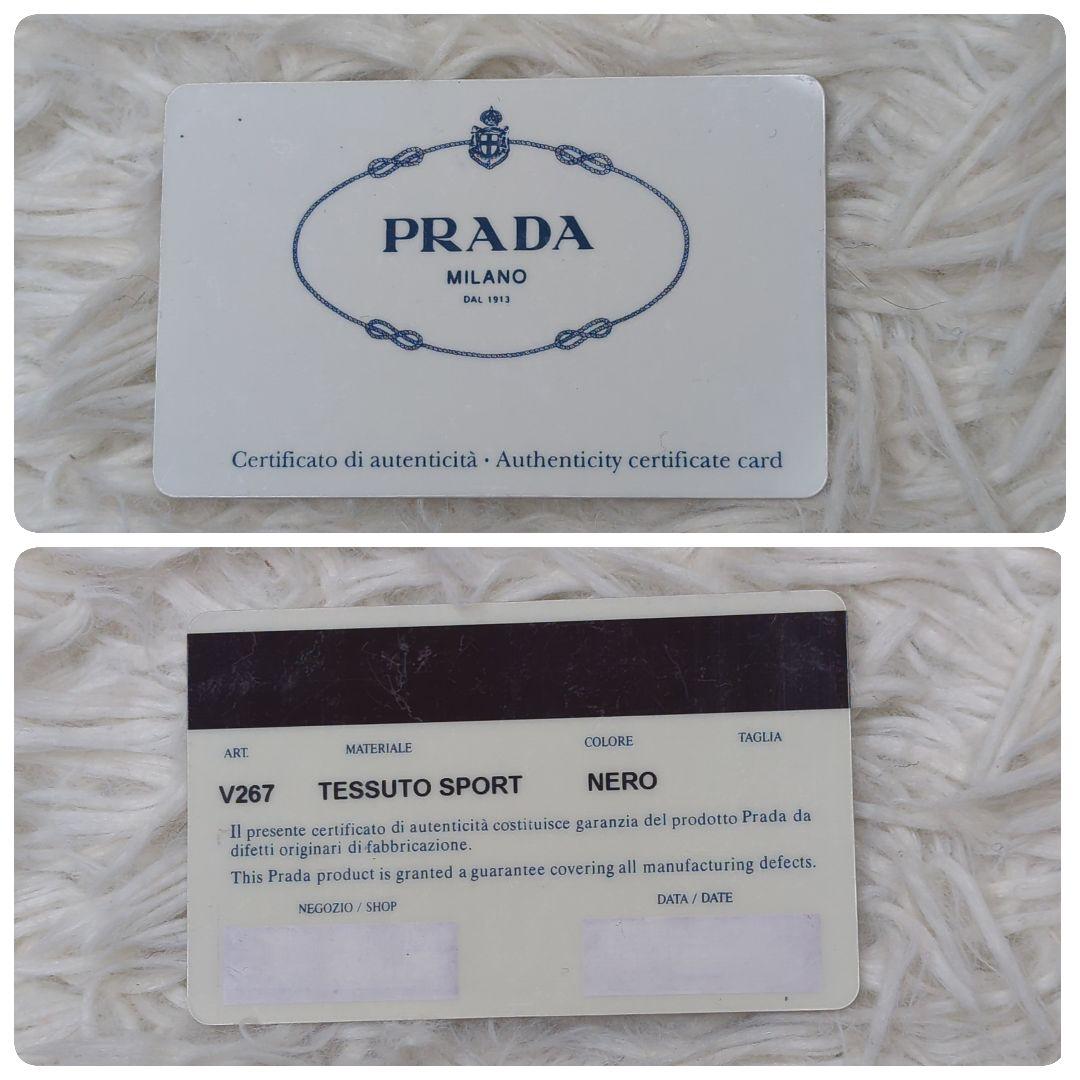 PRADA
MILANO
DAL 1913
Certificato di autenticità · Authenticity certificate card
ART. MATERIALE COLORE TAGLIA
V267 TESSUTO SPORT NERO
Il presente certificato di autenticità costituisce garanzia del prodotto Prada da
difetti originari di fabbricazione.
This Prada product is granted a guarantee covering all manufacturing defects.
NEGOZIO / SHOP DATA / DATE